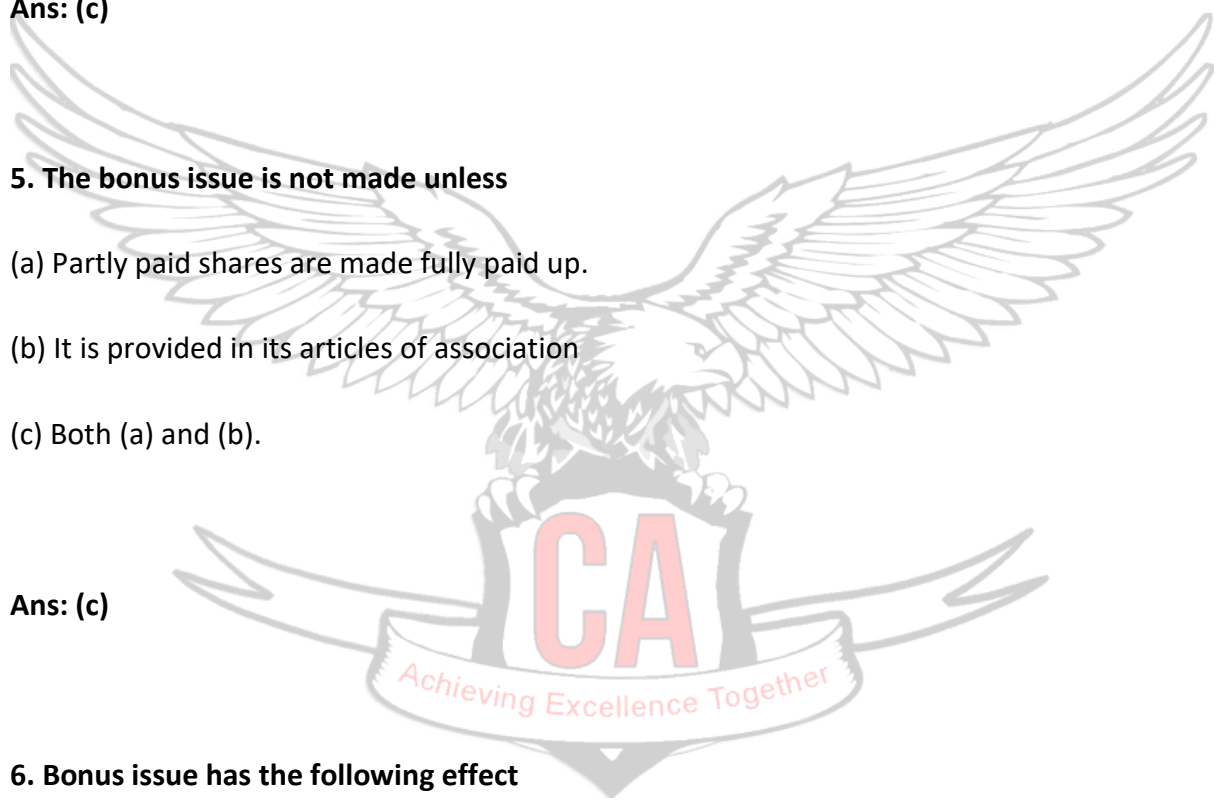 Ans: (c)
5. The bonus issue is not made unless
(a) Partly paid shares are made fully paid up.
(b) It is provided in its articles of association
(c) Both (a) and (b).
CA
Ans: (c)
Achieving Excellence Together
6. Bonus issue has the following effect